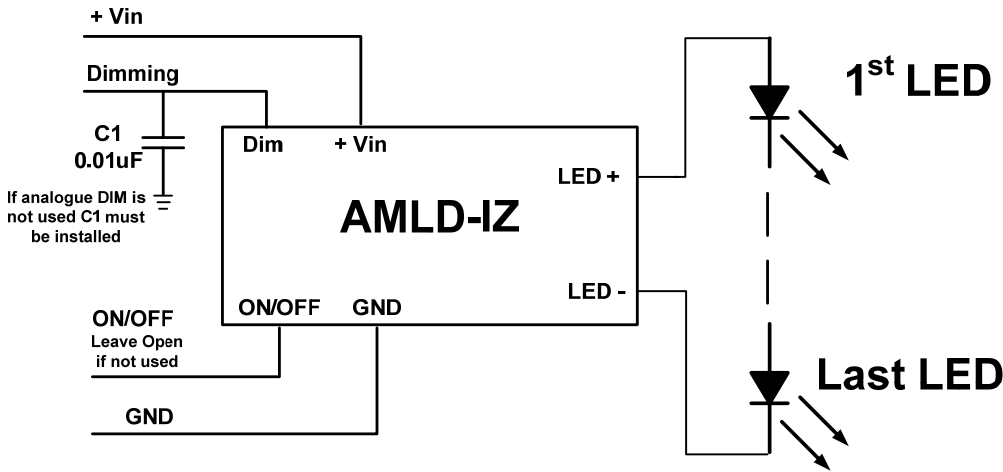 + Vin
Dimming
C1
0.01uF
If analogue DIM is
not used C1 must
be installed
Dim
+ Vin
LED +
AMLD-IZ
LED -
ON/OFF
GND
ON/OFF
Leave Open
if not used
GND
1st LED
Last LED